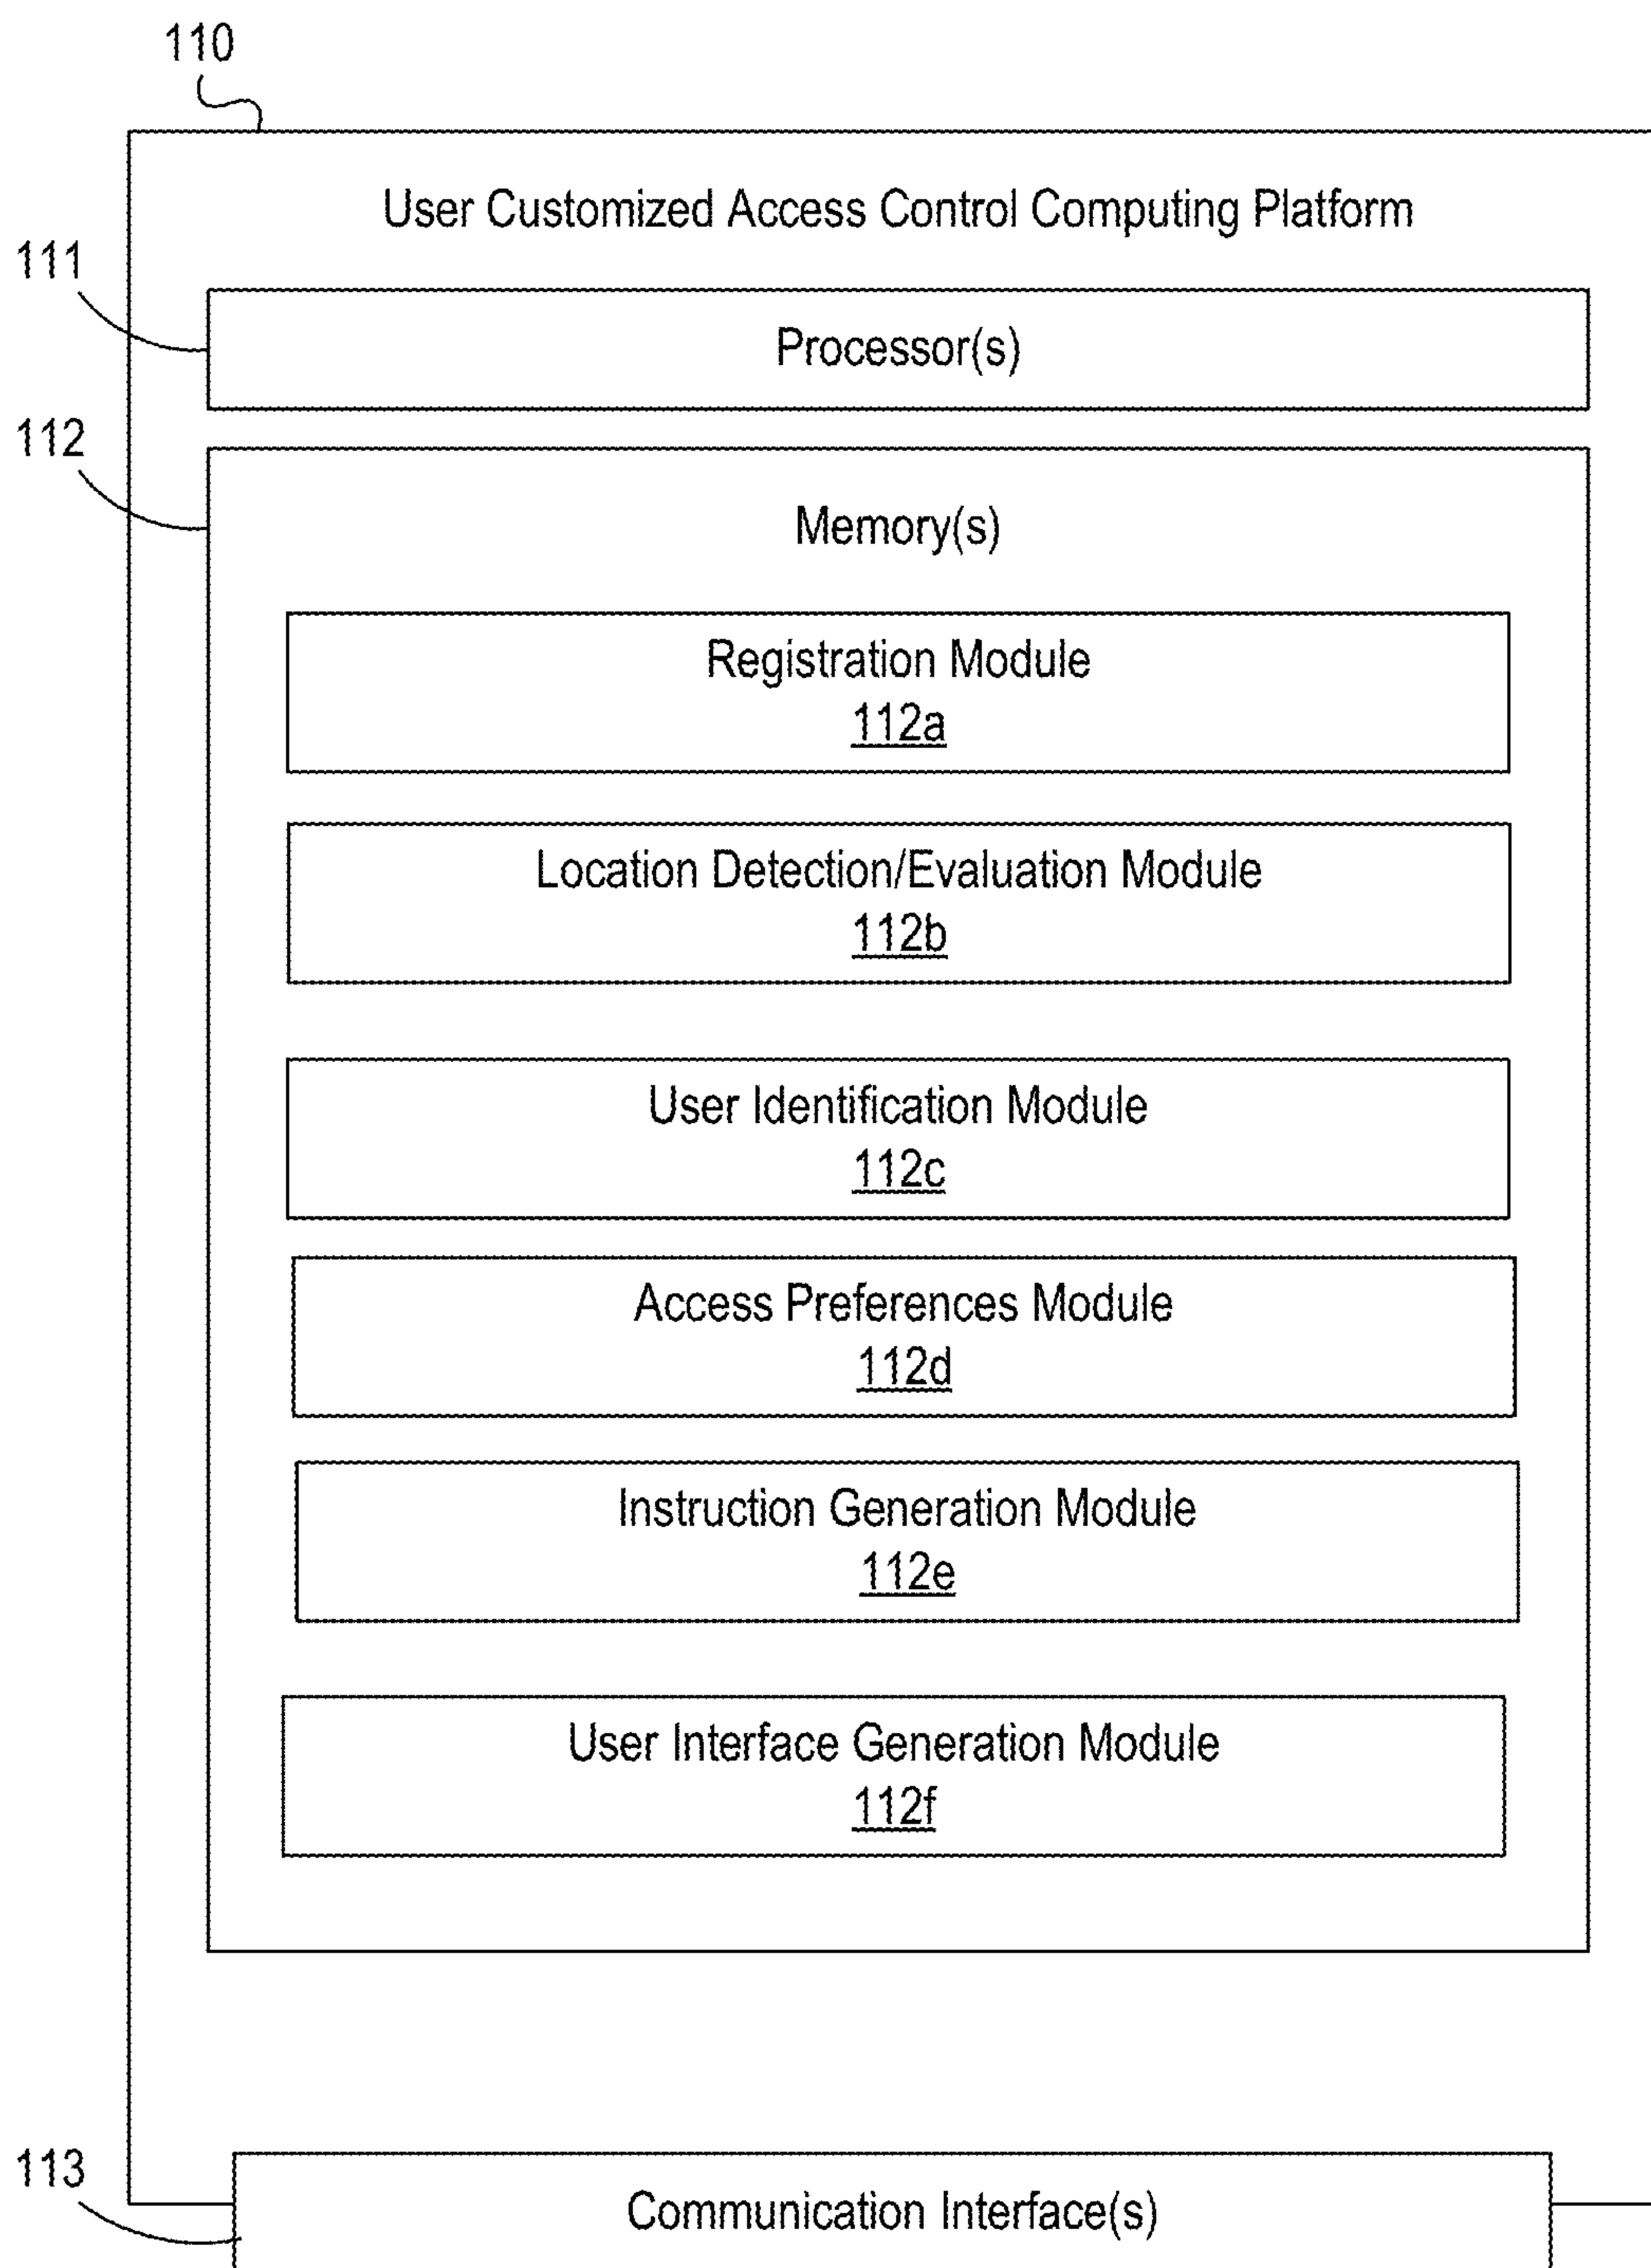 110
User Customized Access Control Computing Platform
111
Processor(s)
112
Memory(s)
Registration Module
112a
Location Detection/Evaluation Module
112b
User Identification Module
112c
Access Preferences Module
112d
Instruction Generation Module
112e
User Interface Generation Module
112f
113
Communication Interface(s)